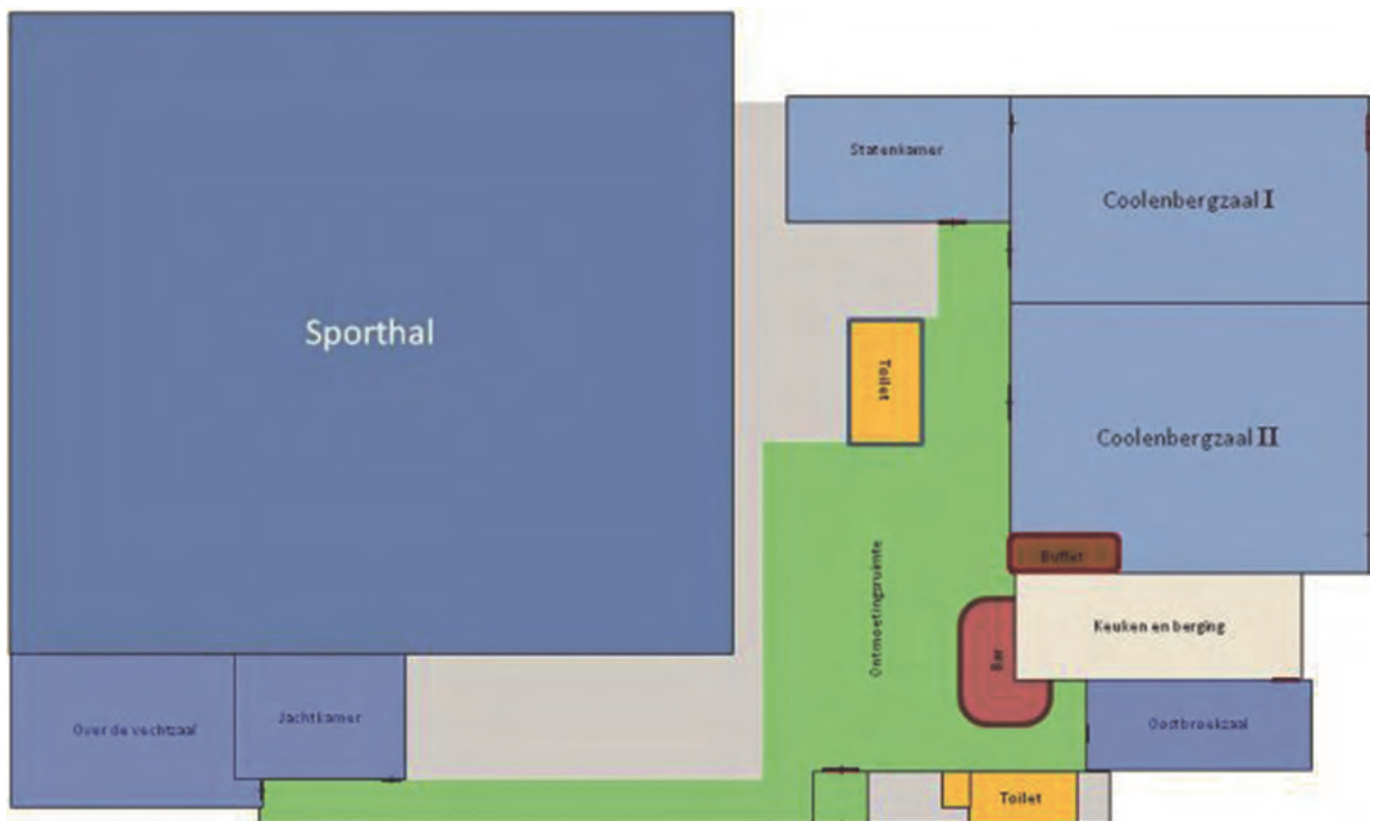 Statenkamer
Coolenbergzaal I
Sporthal
Toilet
Coolenbergzaal II
Ontmoetingsruimte
Buffet
Keuken en berging
Bar
Over de vechtzaal
Jachtkamer
Oostbroekzaal
Toilet